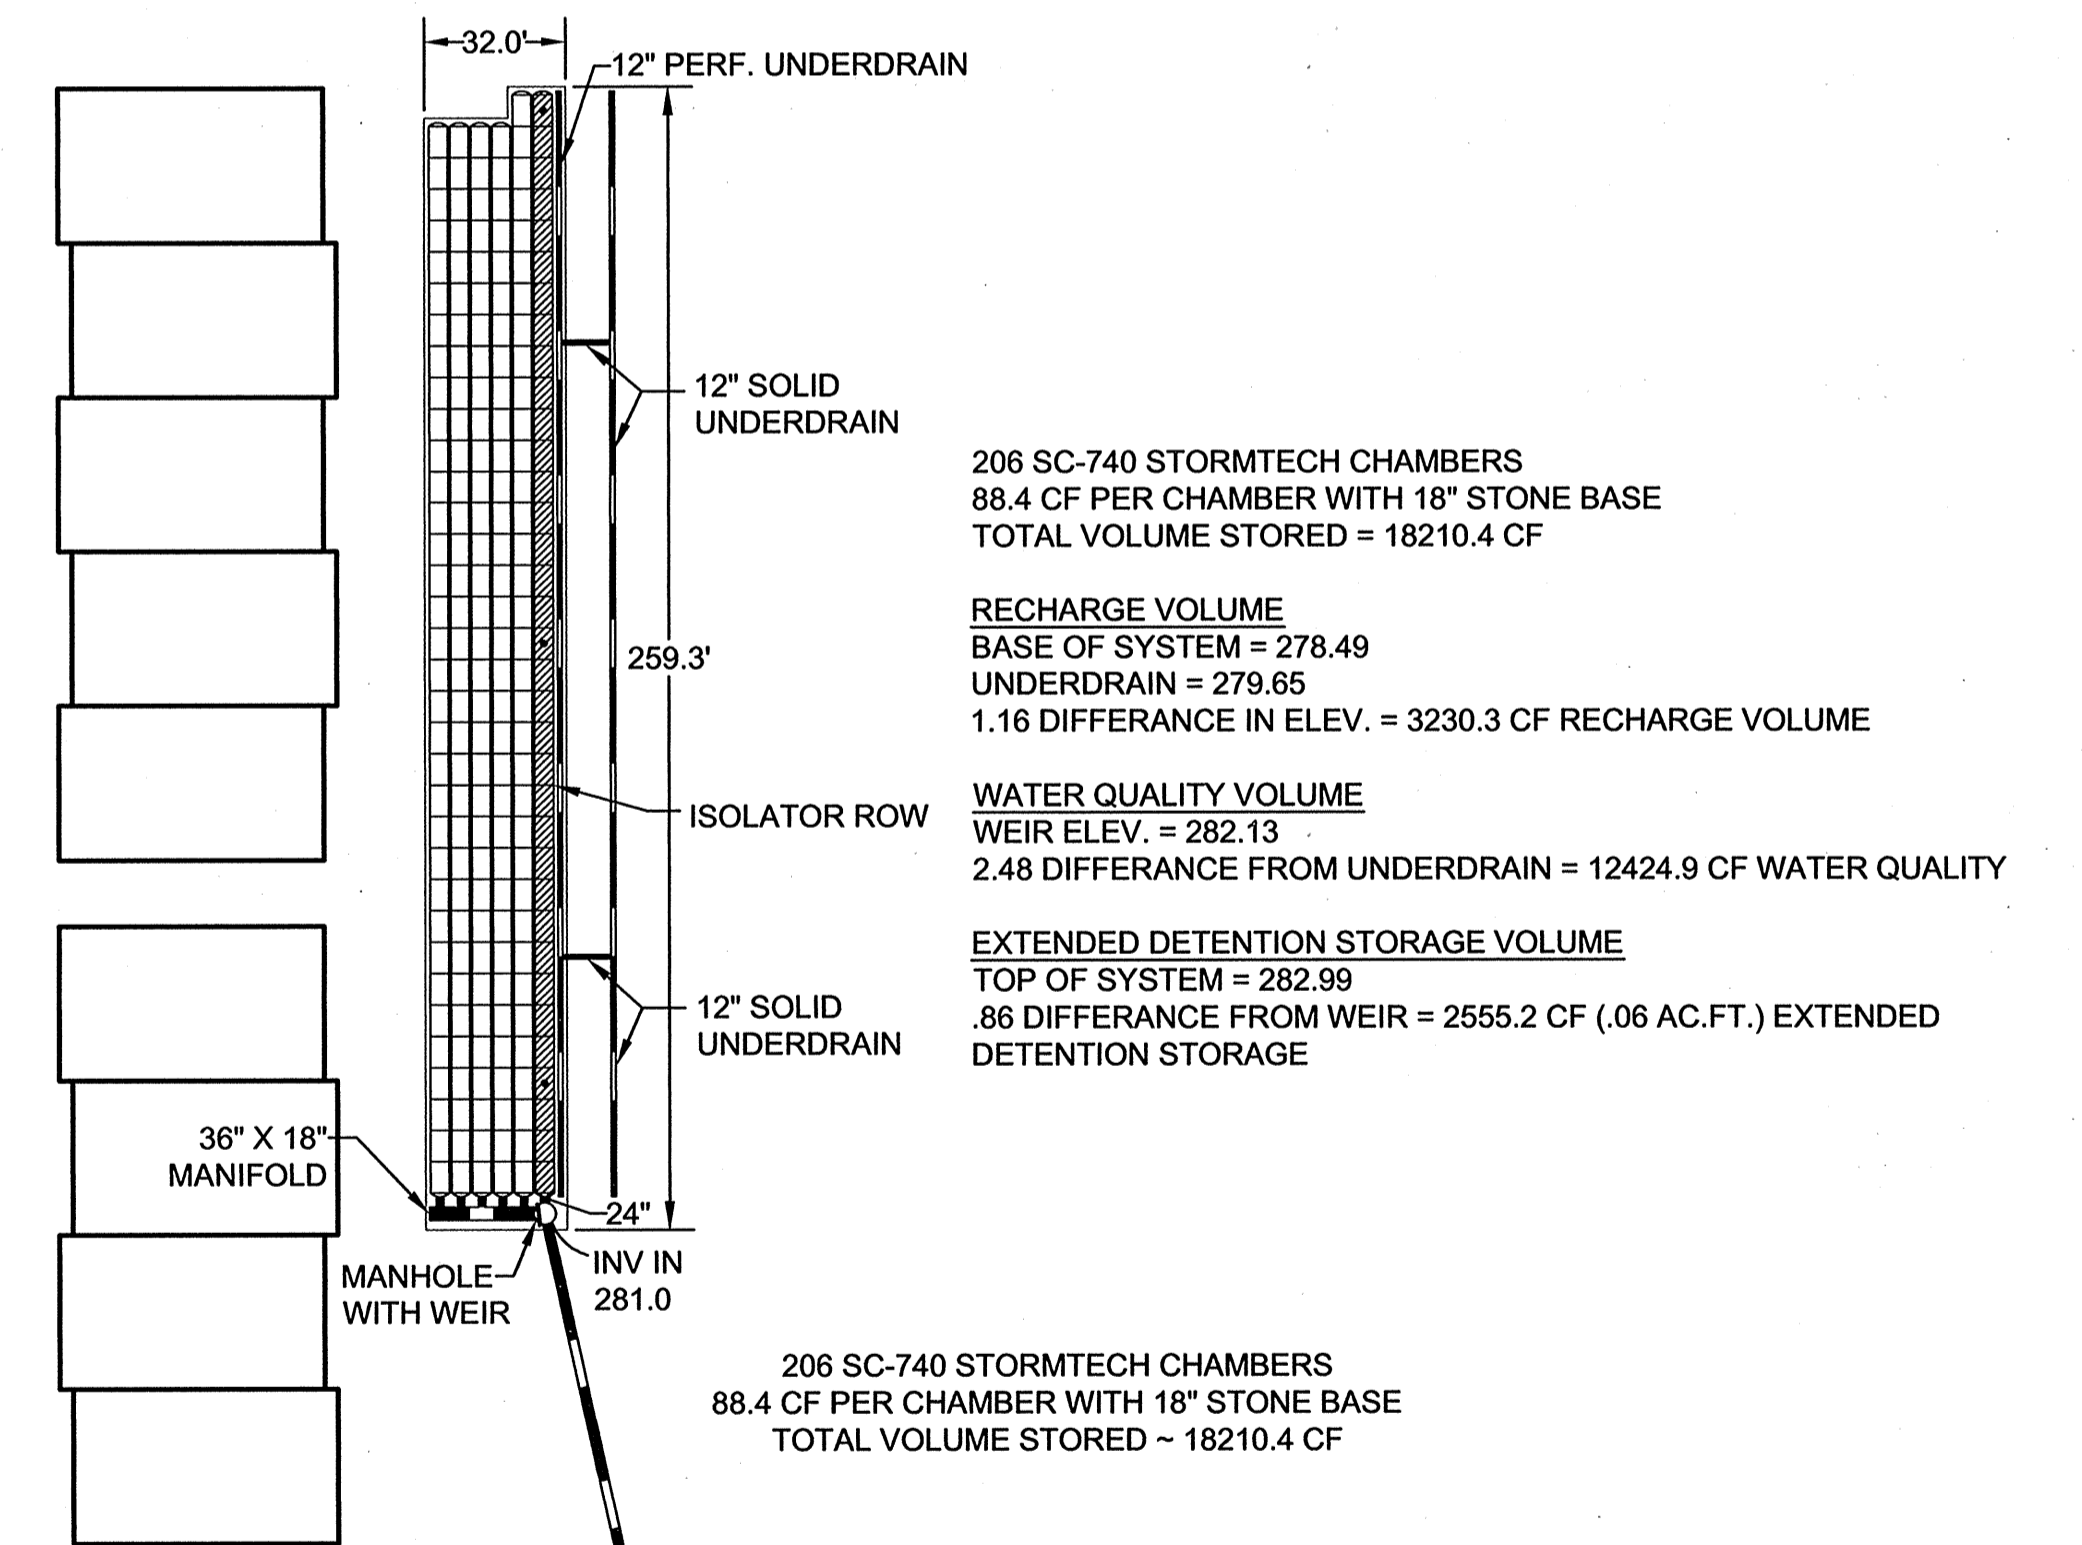 32.0'
12" PERF. UNDERDRAIN
12" SOLID
UNDERDRAIN
259.3'
ISOLATOR ROW
12" SOLID
UNDERDRAIN
36" X 18"
MANIFOLD
24"
MANHOLE
WITH WEIR
INV IN
281.0
206 SC-740 STORMTECH CHAMBERS
88.4 CF PER CHAMBER WITH 18" STONE BASE
TOTAL VOLUME STORED = 18210.4 CF
RECHARGE VOLUME
BASE OF SYSTEM = 278.49
UNDERDRAIN = 279.65
1.16 DIFFERANCE IN ELEV. = 3230.3 CF RECHARGE VOLUME
WATER QUALITY VOLUME
WEIR ELEV. = 282.13
2.48 DIFFERANCE FROM UNDERDRAIN = 12424.9 CF WATER QUALITY
EXTENDED DETENTION STORAGE VOLUME
TOP OF SYSTEM = 282.99
.86 DIFFERANCE FROM WEIR = 2555.2 CF (.06 AC.FT.) EXTENDED
DETENTION STORAGE
206 SC-740 STORMTECH CHAMBERS
88.4 CF PER CHAMBER WITH 18" STONE BASE
TOTAL VOLUME STORED ~ 18210.4 CF